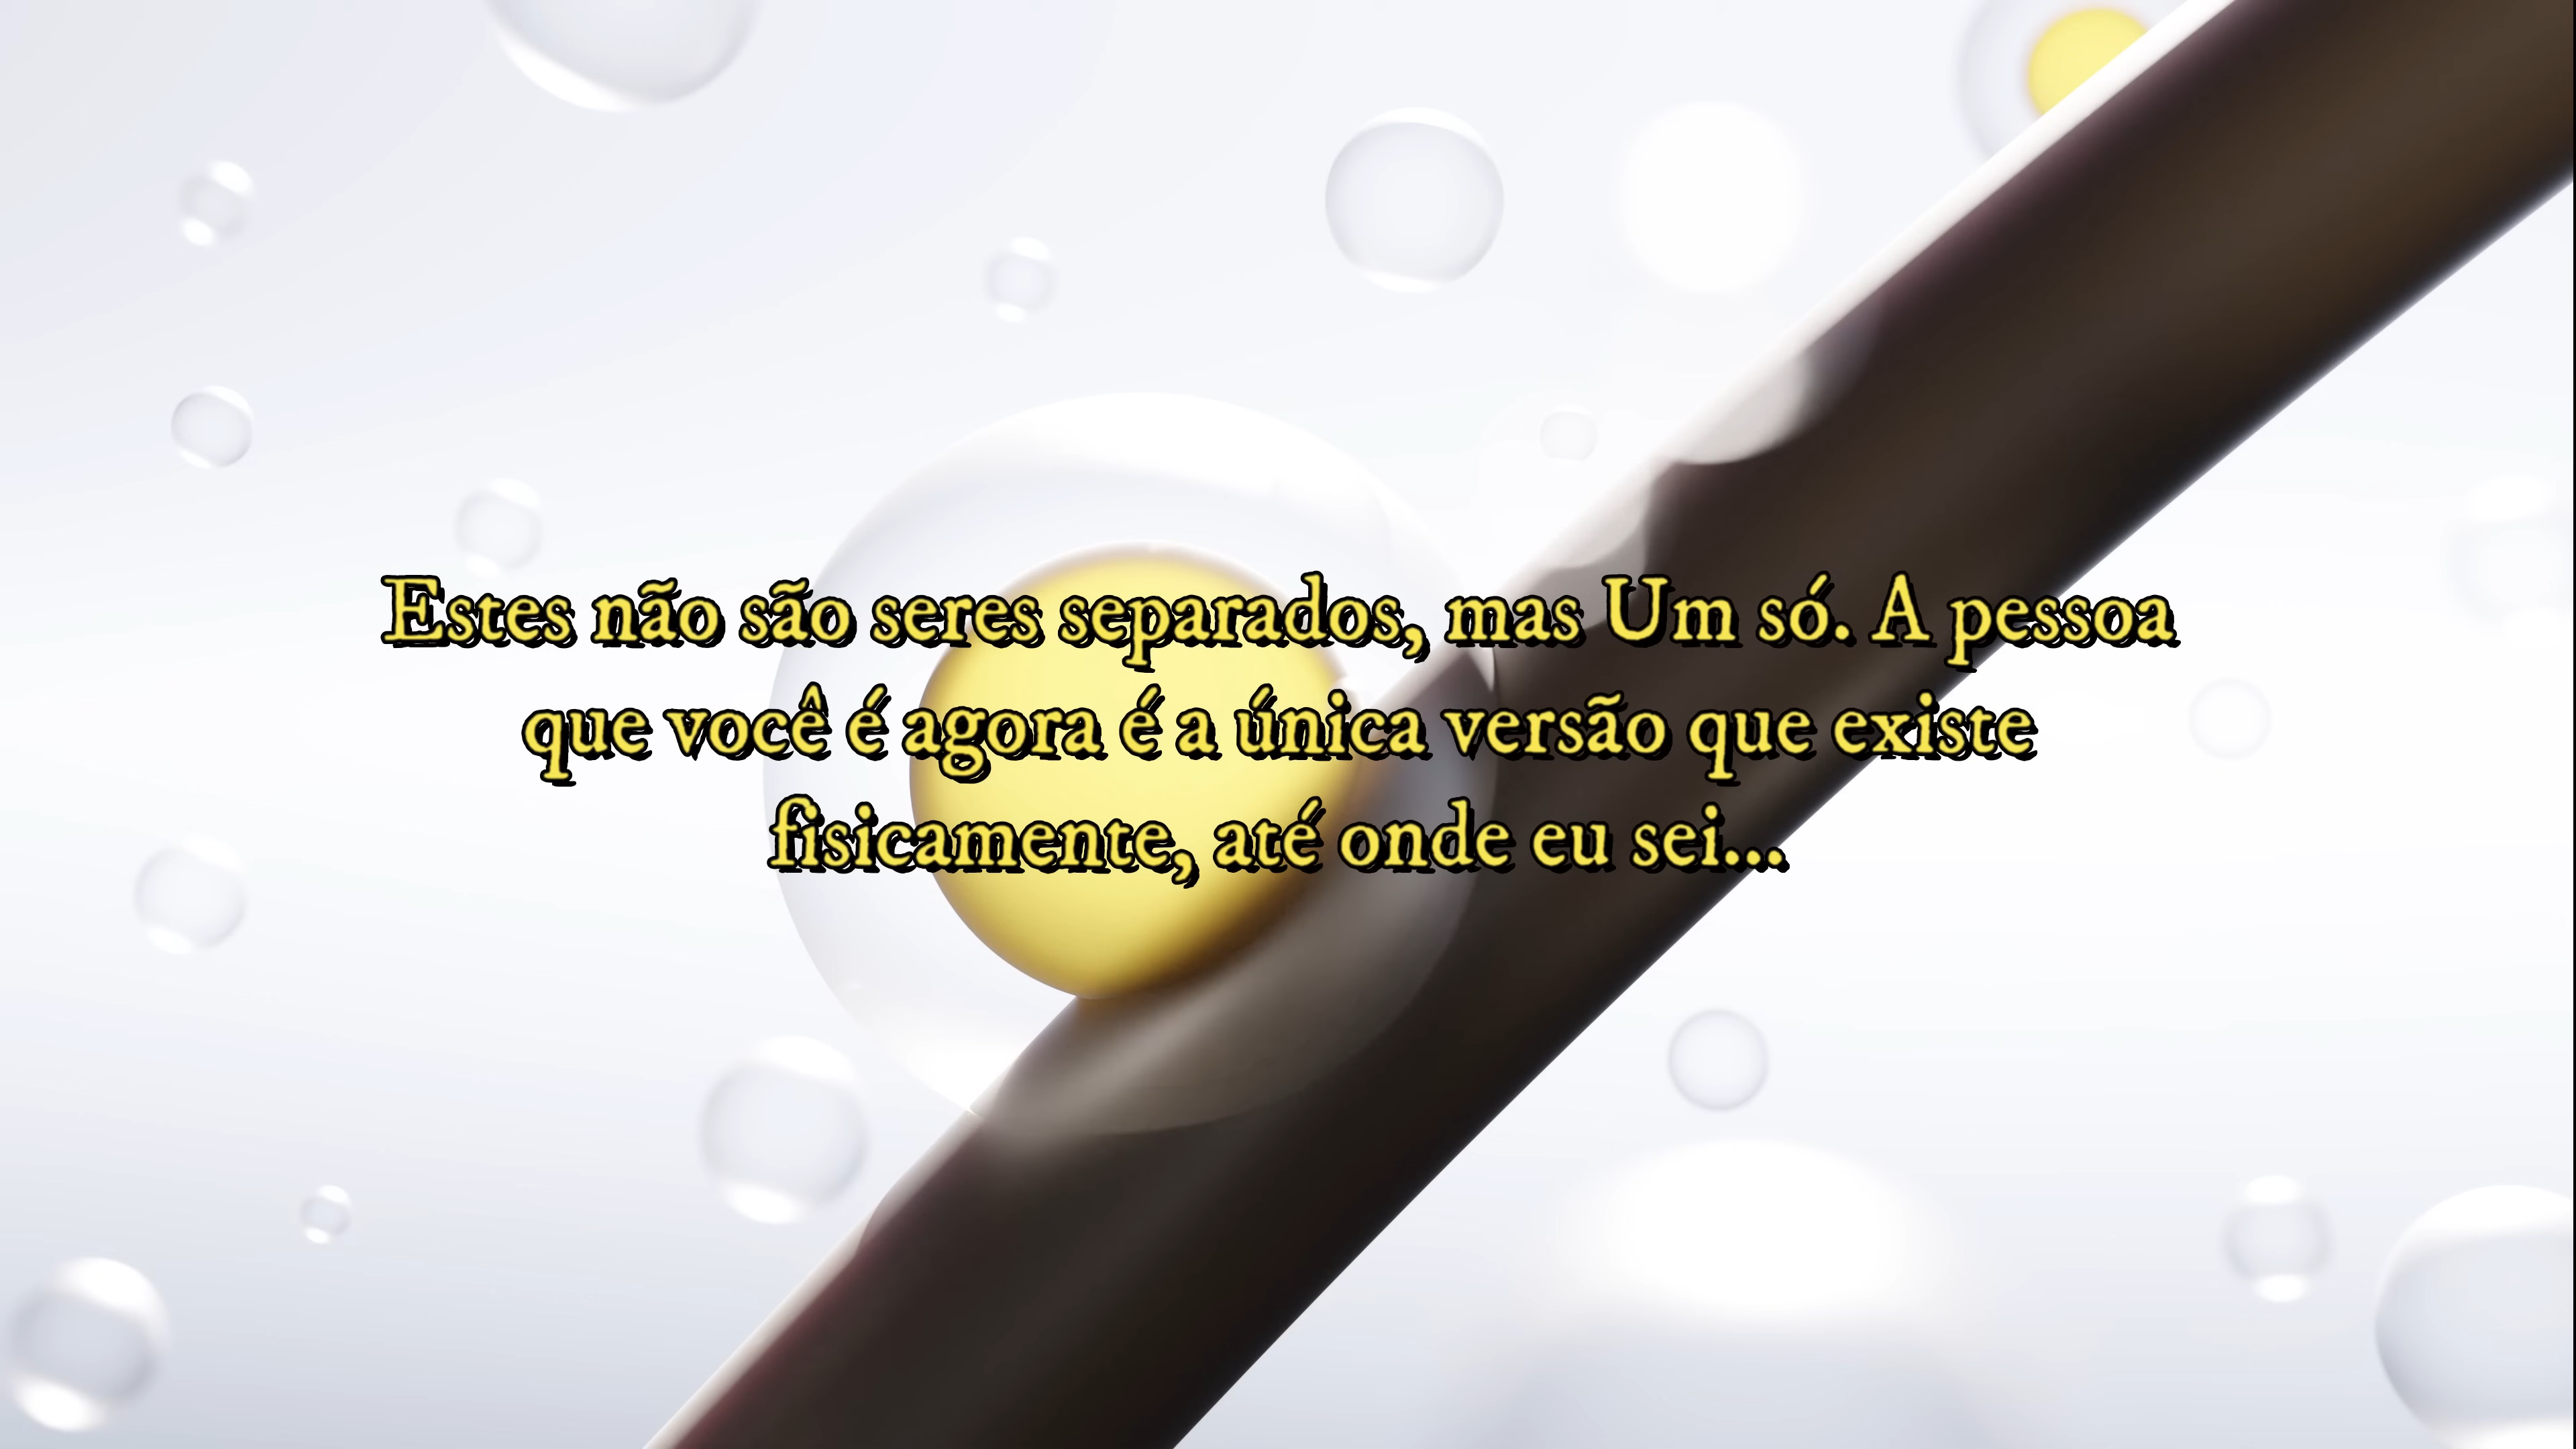 Estes não são seres separados, mas Um só. A pessoa
que você é agora é a única versão que existe
fisicamente, até onde eu sei...